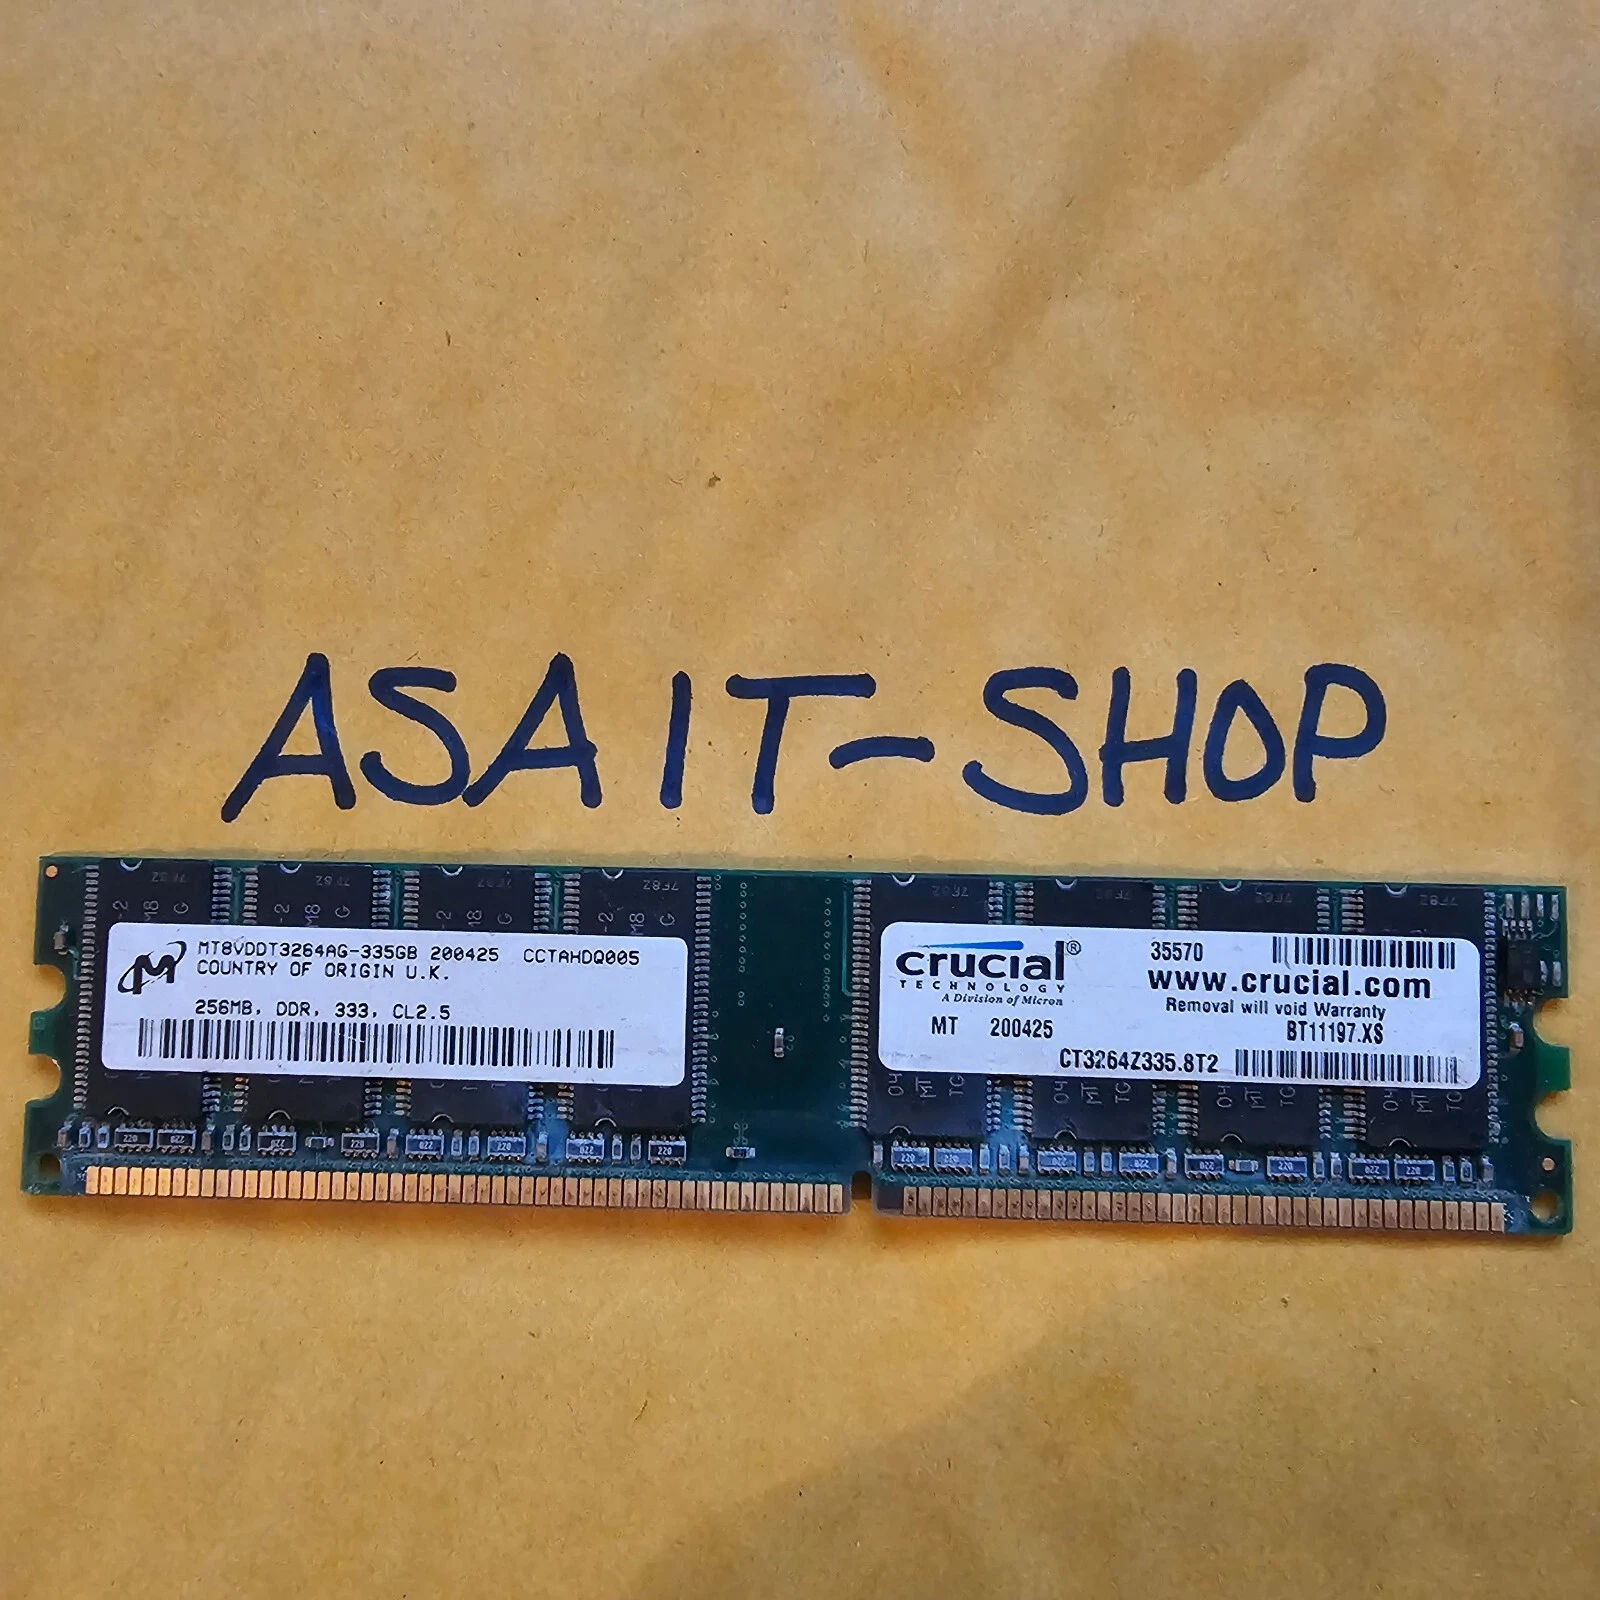 ASA IT-SHOP
MT8VDDT3264AG-335GB 200425 CCTAHDQ005
COUNTRY OF ORIGIN U.K.
256MB, DDR, 333, CL2.5
crucial®
TECHNOLOGY
A Division of Micron
MT 200425
35570
www.crucial.com
Removal will void Warranty
BT11197.XS
CT3264Z335.8T2